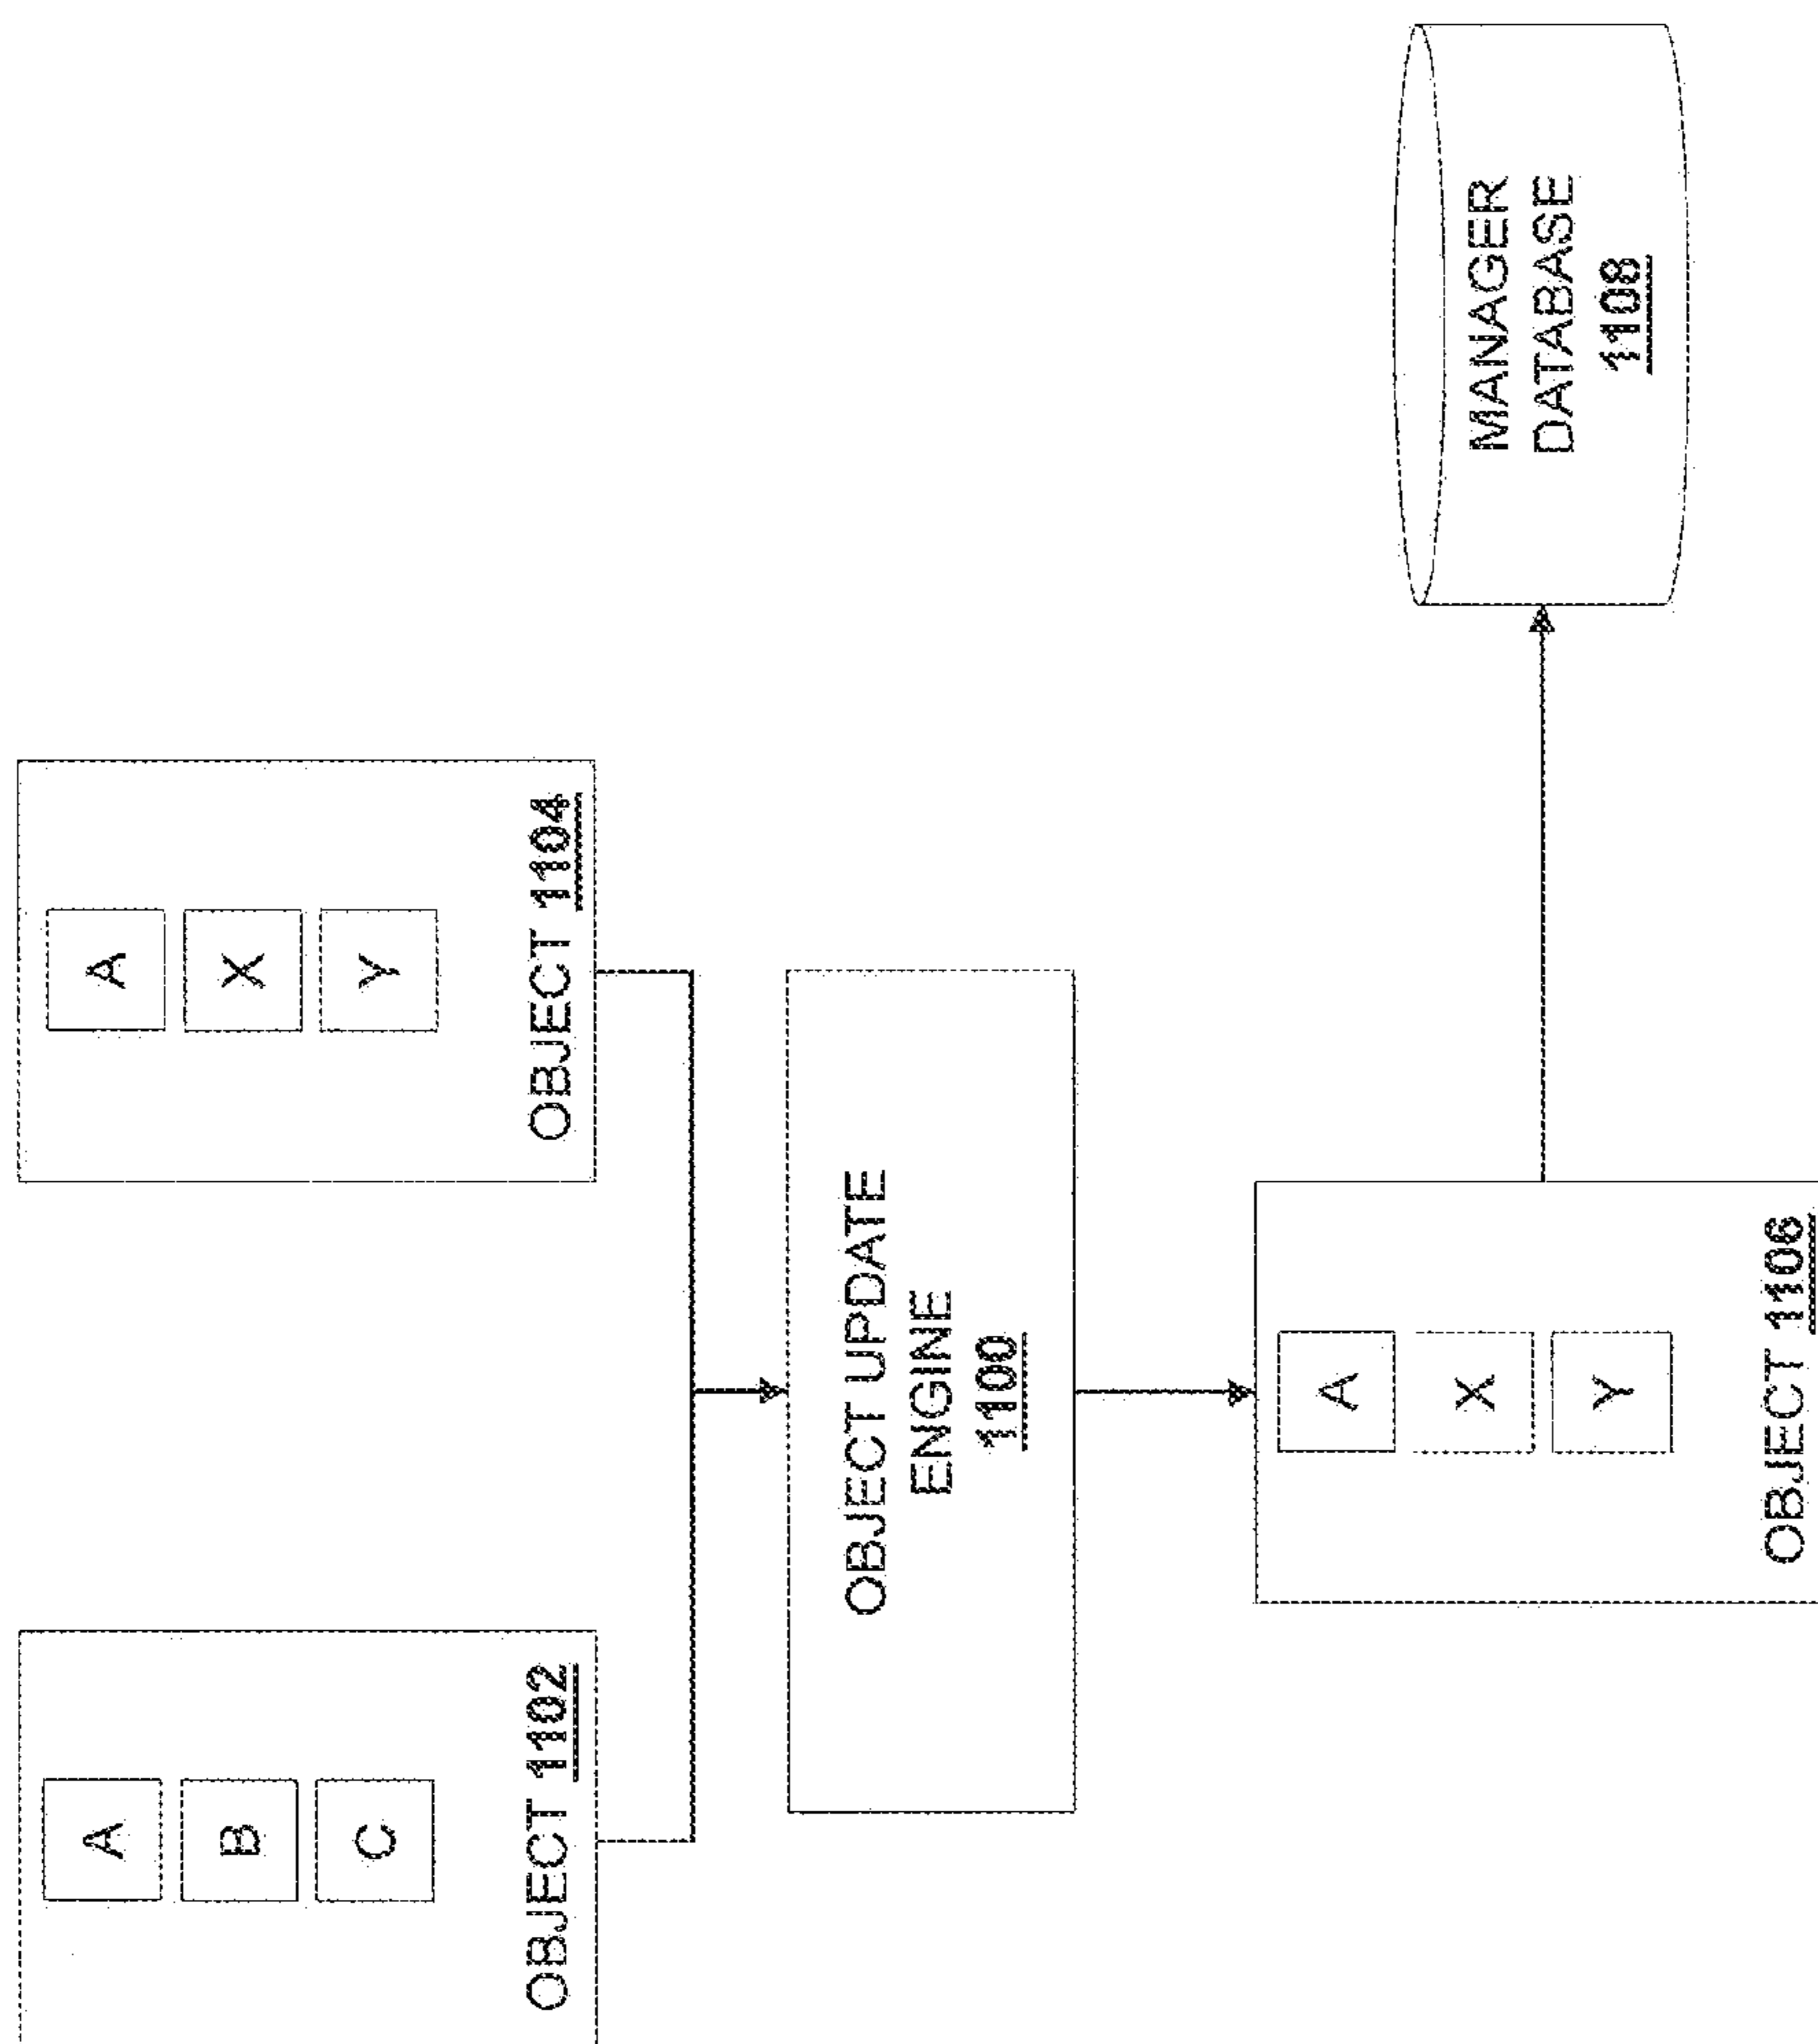 A
B
C
OBJECT 1102
A
X
Y
OBJECT 1104
OBJECT UPDATE
ENGINE
1100
A
X
Y
OBJECT 1106
MANAGER
DATABASE
1108